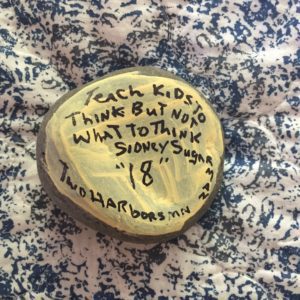 Teach Kids To
Think But Not
What To Think
Sidney Sugar
"18"
Two Harbors MN